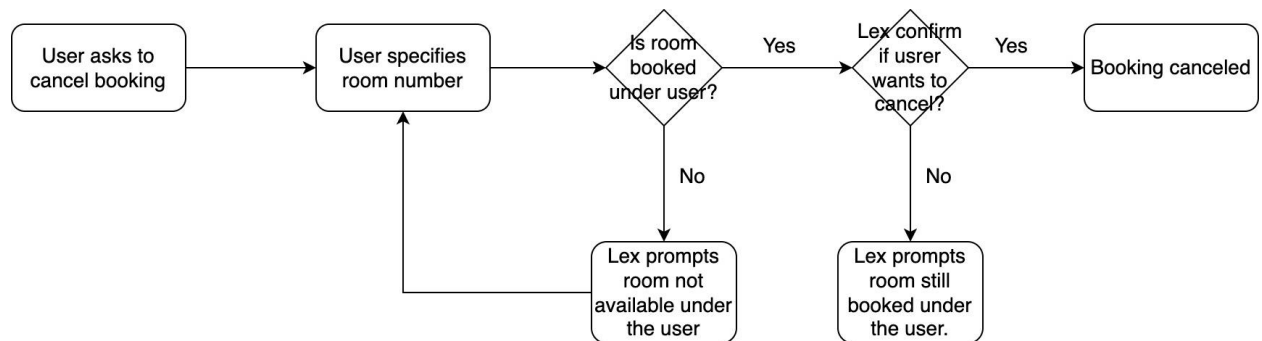 User asks to
cancel booking
User specifies
room number
Is room
booked
under user?
Yes
Lex confirm
if usrer
wants to
cancel?
Yes
Booking canceled
No
No
Lex prompts
room not
available under
the user
Lex prompts
room still
booked under
the user.